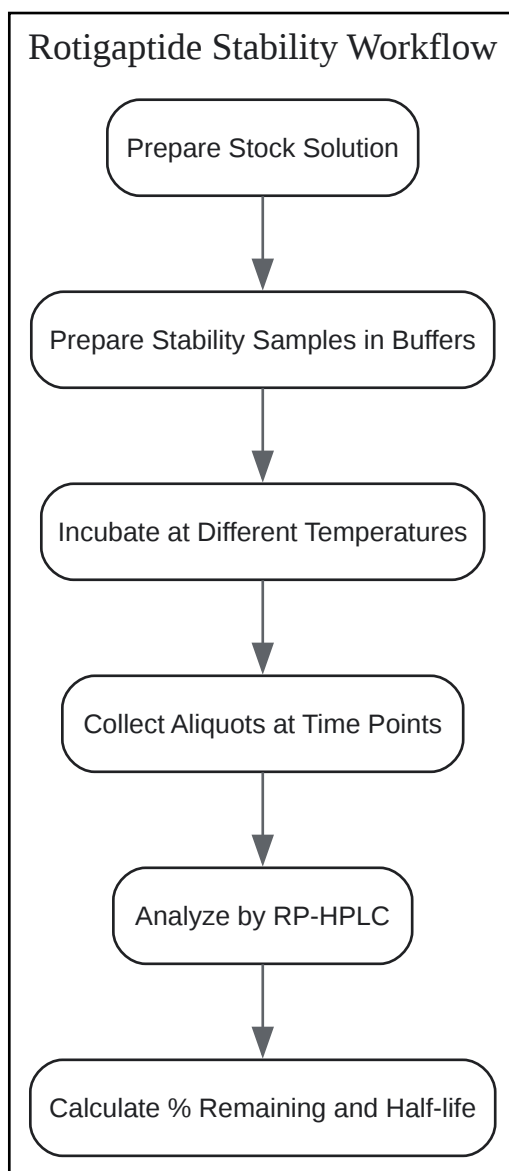 Rotigaptide Stability Workflow
Prepare Stock Solution
Prepare Stability Samples in Buffers
Incubate at Different Temperatures
Collect Aliquots at Time Points
Analyze by RP-HPLC
Calculate % Remaining and Half-life